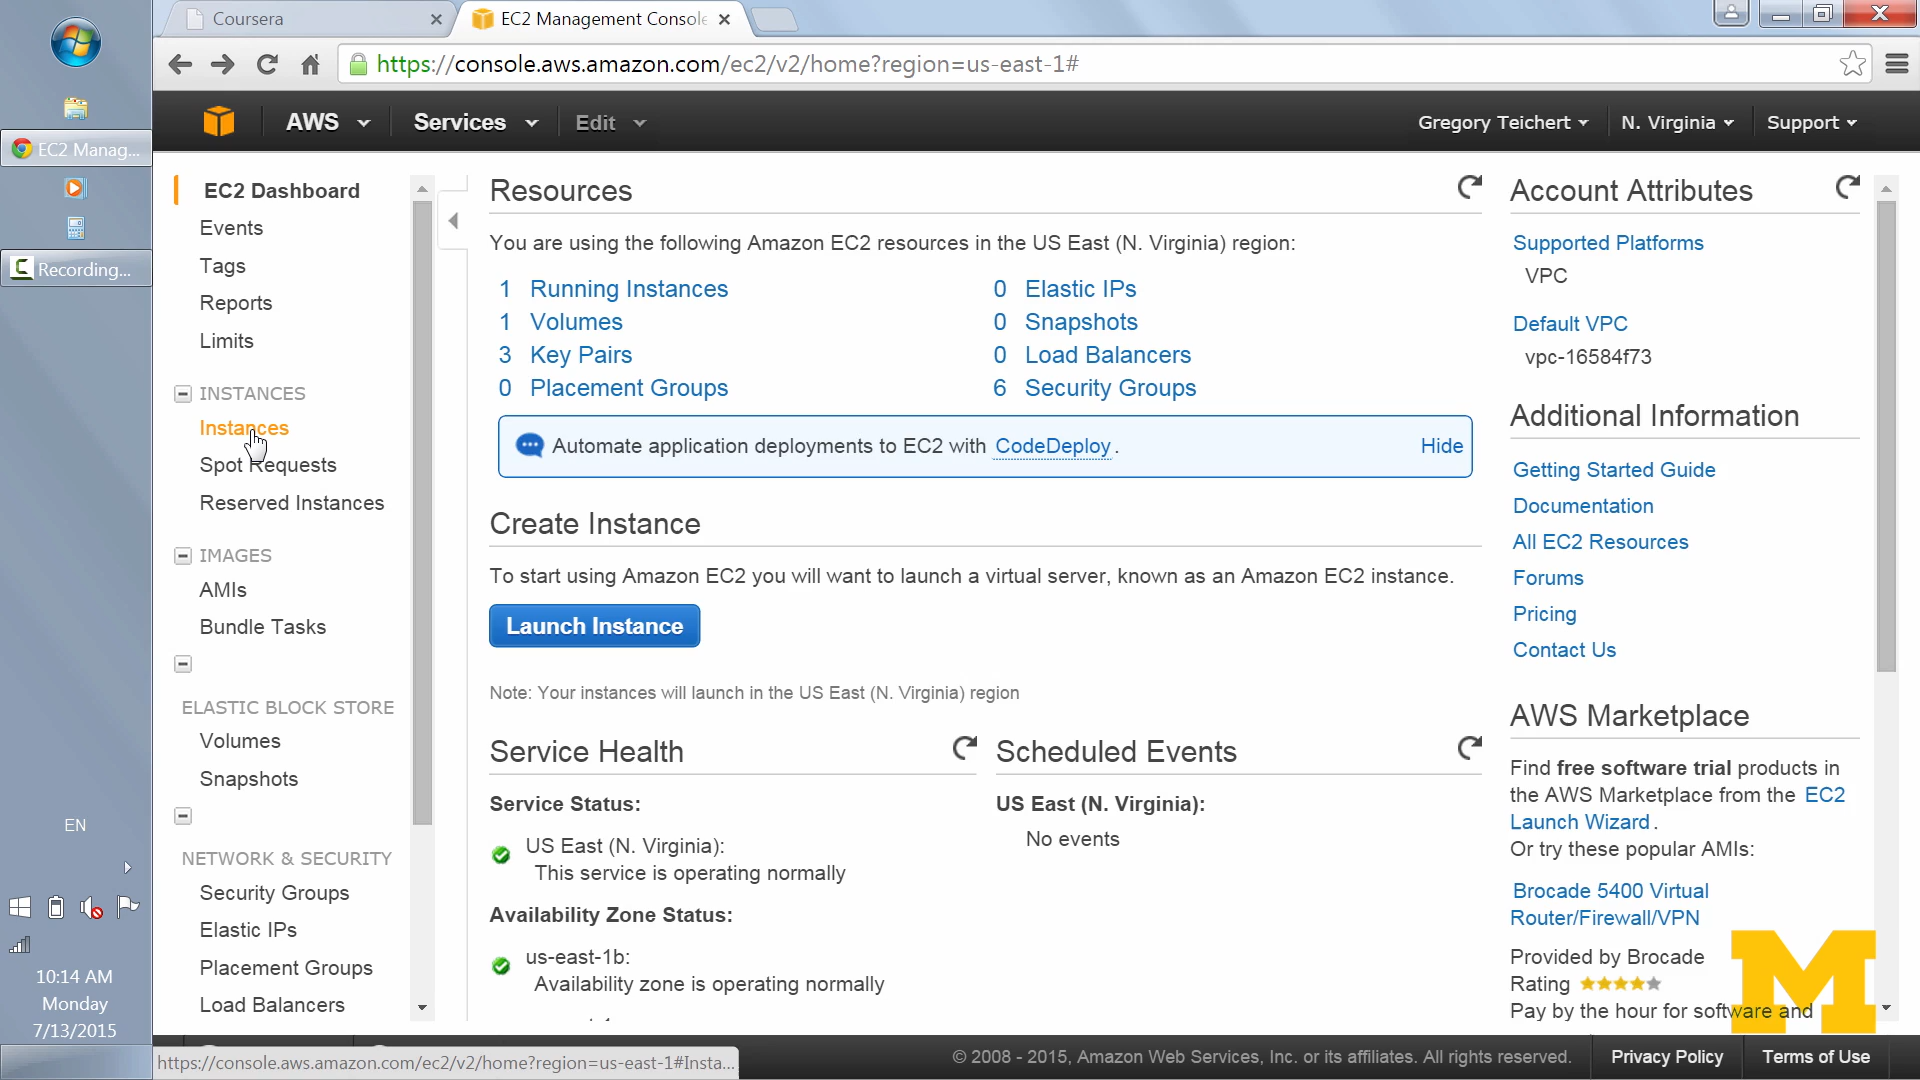 Coursera
EC2 Management Console
https://console.aws.amazon.com/ec2/v2/home?region=us-east-1#
AWS
Services
Edit
Gregory Teichert
N. Virginia
Support
EC2 Manag...
Recording...
EN
10:14 AM
Monday
7/13/2015
EC2 Dashboard
Events
Tags
Reports
Limits
INSTANCES
Instances
Spot Requests
Reserved Instances
IMAGES
AMIs
Bundle Tasks
ELASTIC BLOCK STORE
Volumes
Snapshots
NETWORK & SECURITY
Security Groups
Elastic IPs
Placement Groups
Load Balancers
Resources
You are using the following Amazon EC2 resources in the US East (N. Virginia) region:
1 Running Instances
0 Elastic IPs
1 Volumes
0 Snapshots
3 Key Pairs
0 Load Balancers
0 Placement Groups
6 Security Groups
Automate application deployments to EC2 with CodeDeploy.
Hide
Create Instance
To start using Amazon EC2 you will want to launch a virtual server, known as an Amazon EC2 instance.
Launch Instance
Note: Your instances will launch in the US East (N. Virginia) region
Service Health
Service Status:
US East (N. Virginia):
This service is operating normally
Availability Zone Status:
us-east-1b:
Availability zone is operating normally
Scheduled Events
US East (N. Virginia):
No events
Account Attributes
Supported Platforms
VPC
Default VPC
vpc-16584f73
Additional Information
Getting Started Guide
Documentation
All EC2 Resources
Forums
Pricing
Contact Us
AWS Marketplace
Find free software trial products in
the AWS Marketplace from the EC2
Launch Wizard.
Or try these popular AMIs:
Brocade 5400 Virtual
Router/Firewall/VPN
Provided by Brocade
Rating
Pay by the hour for software and
M
https://console.aws.amazon.com/ec2/v2/home?region=us-east-1#Insta...
© 2008 - 2015, Amazon Web Services, Inc. or its affiliates. All rights reserved.
Privacy Policy
Terms of Use